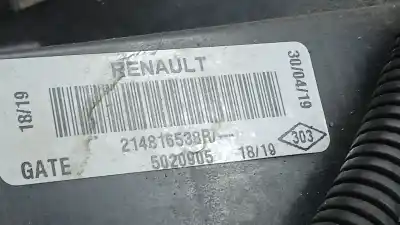 RENAULT
18/19
30/04/19
214816538R/---
303
GATE
5020905
18/19